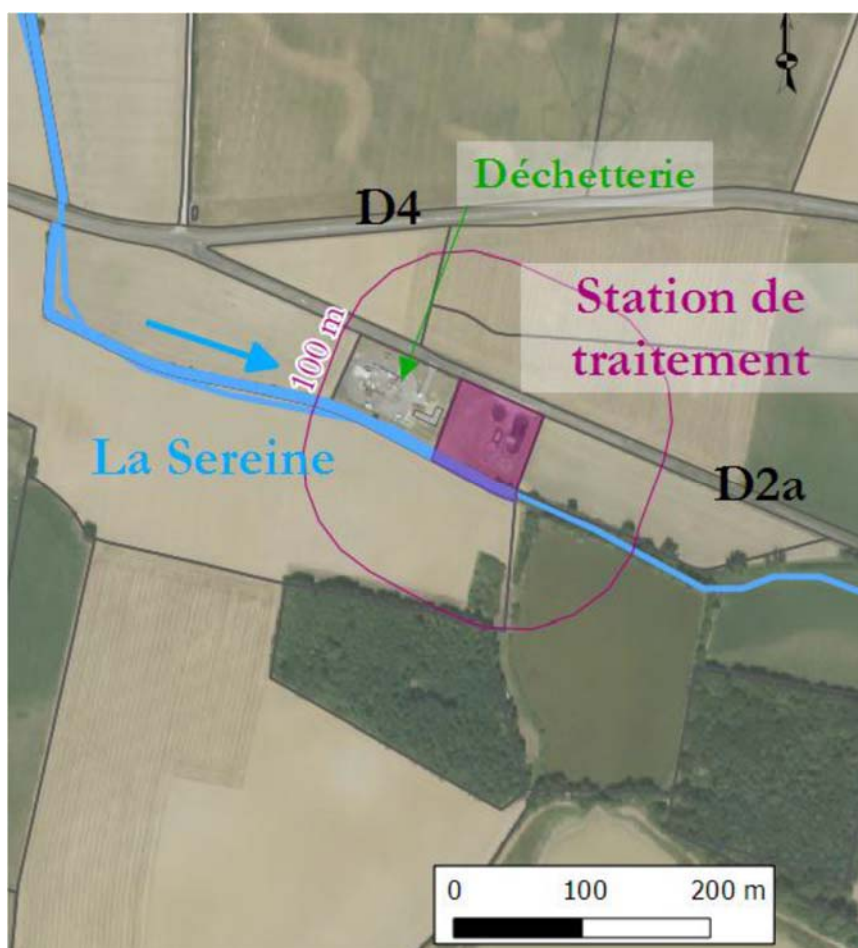 Déchetterie
D4
Station de
traitement
100 m
La Sereine
D2a
0 100 200 m